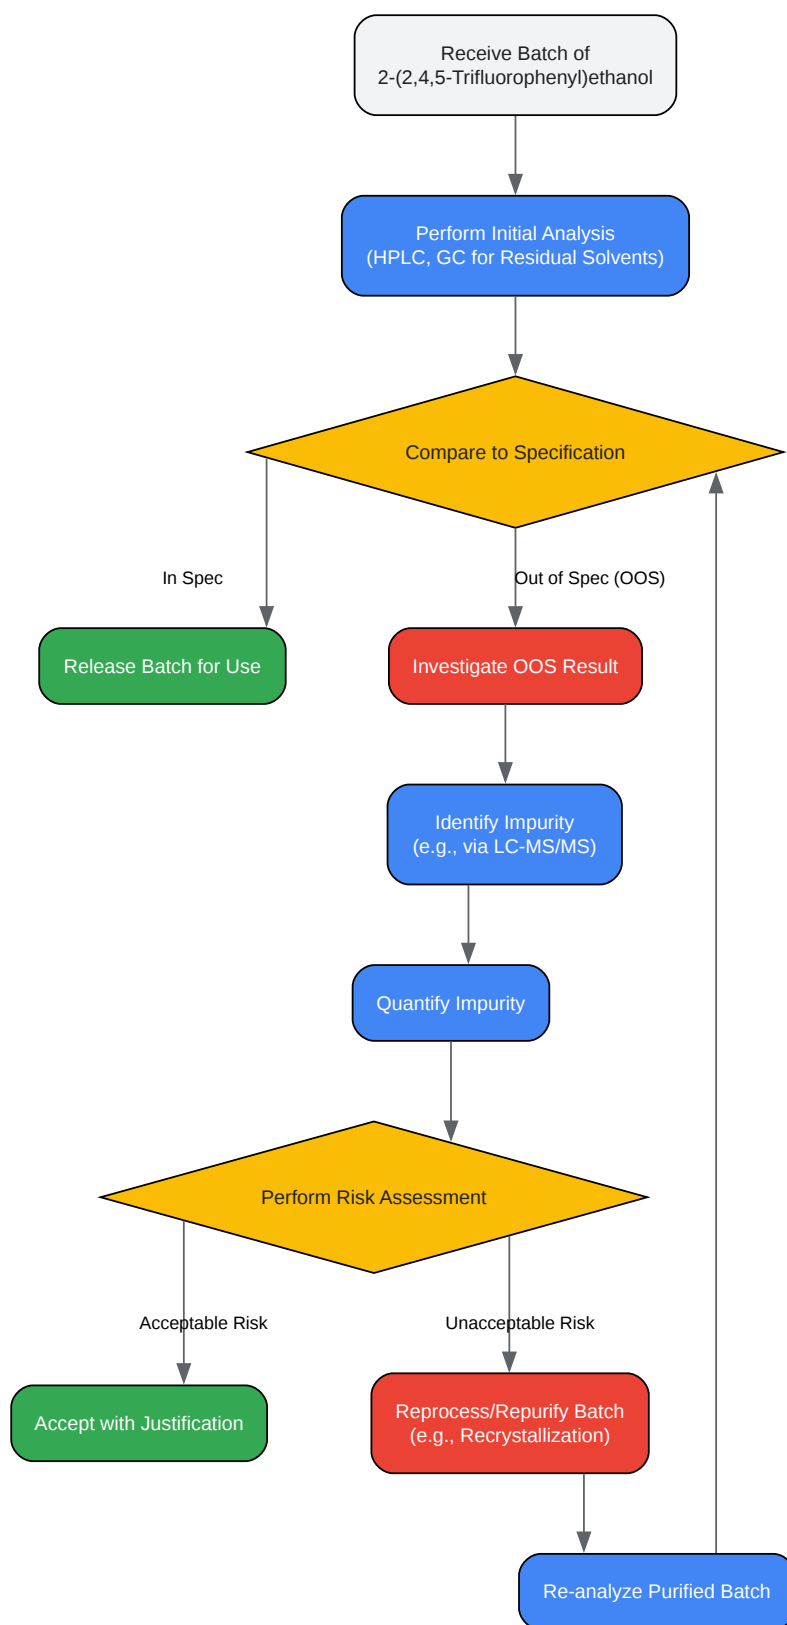 Receive Batch of
2-(2,4,5-Trifluorophenyl)ethanol
Perform Initial Analysis
(HPLC, GC for Residual Solvents)
Compare to Specification
In Spec
Out of Spec (OOS)
Release Batch for Use
Investigate OOS Result
Identify Impurity
(e.g., via LC-MS/MS)
Quantify Impurity
Perform Risk Assessment
Acceptable Risk
Unacceptable Risk
Accept with Justification
Reprocess/Repurify Batch
(e.g., Recrystallization)
Re-analyze Purified Batch